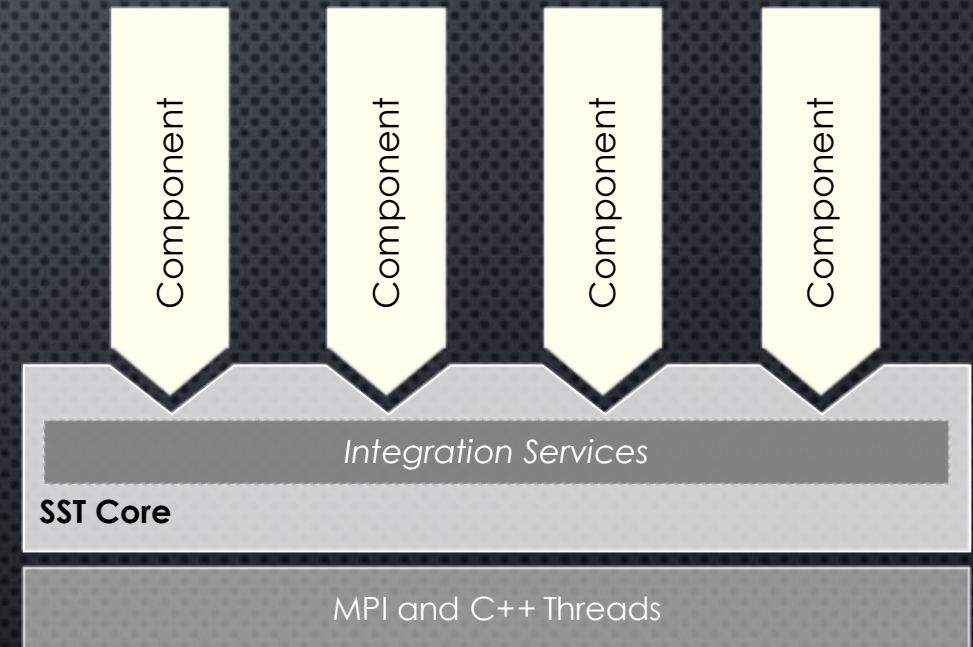 Component
Component
Component
Component
Integration Services
SST Core
MPI and C++ Threads